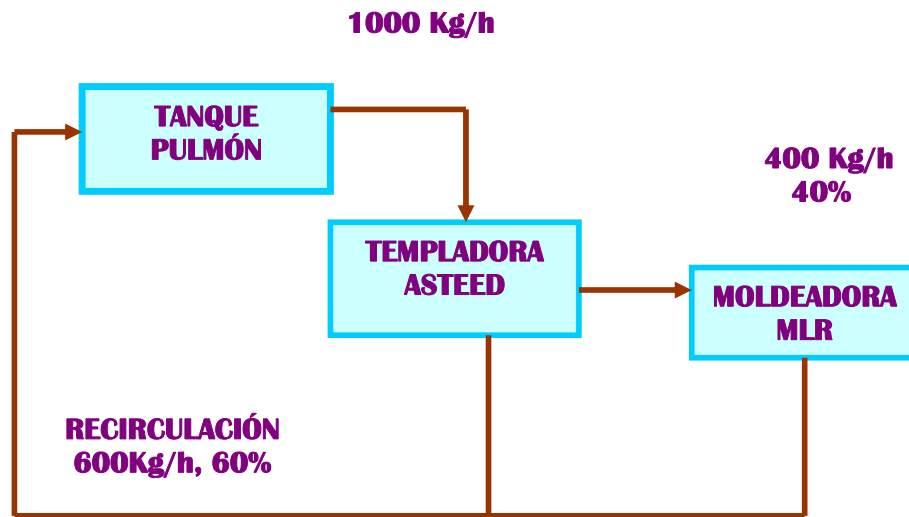 1000 Kg/h
TANQUE
PULMÓN
400 Kg/h
40%
TEMPLADORA
ASTEED
MOLDEADORA
MLR
RECIRCULACIÓN
600Kg/h, 60%